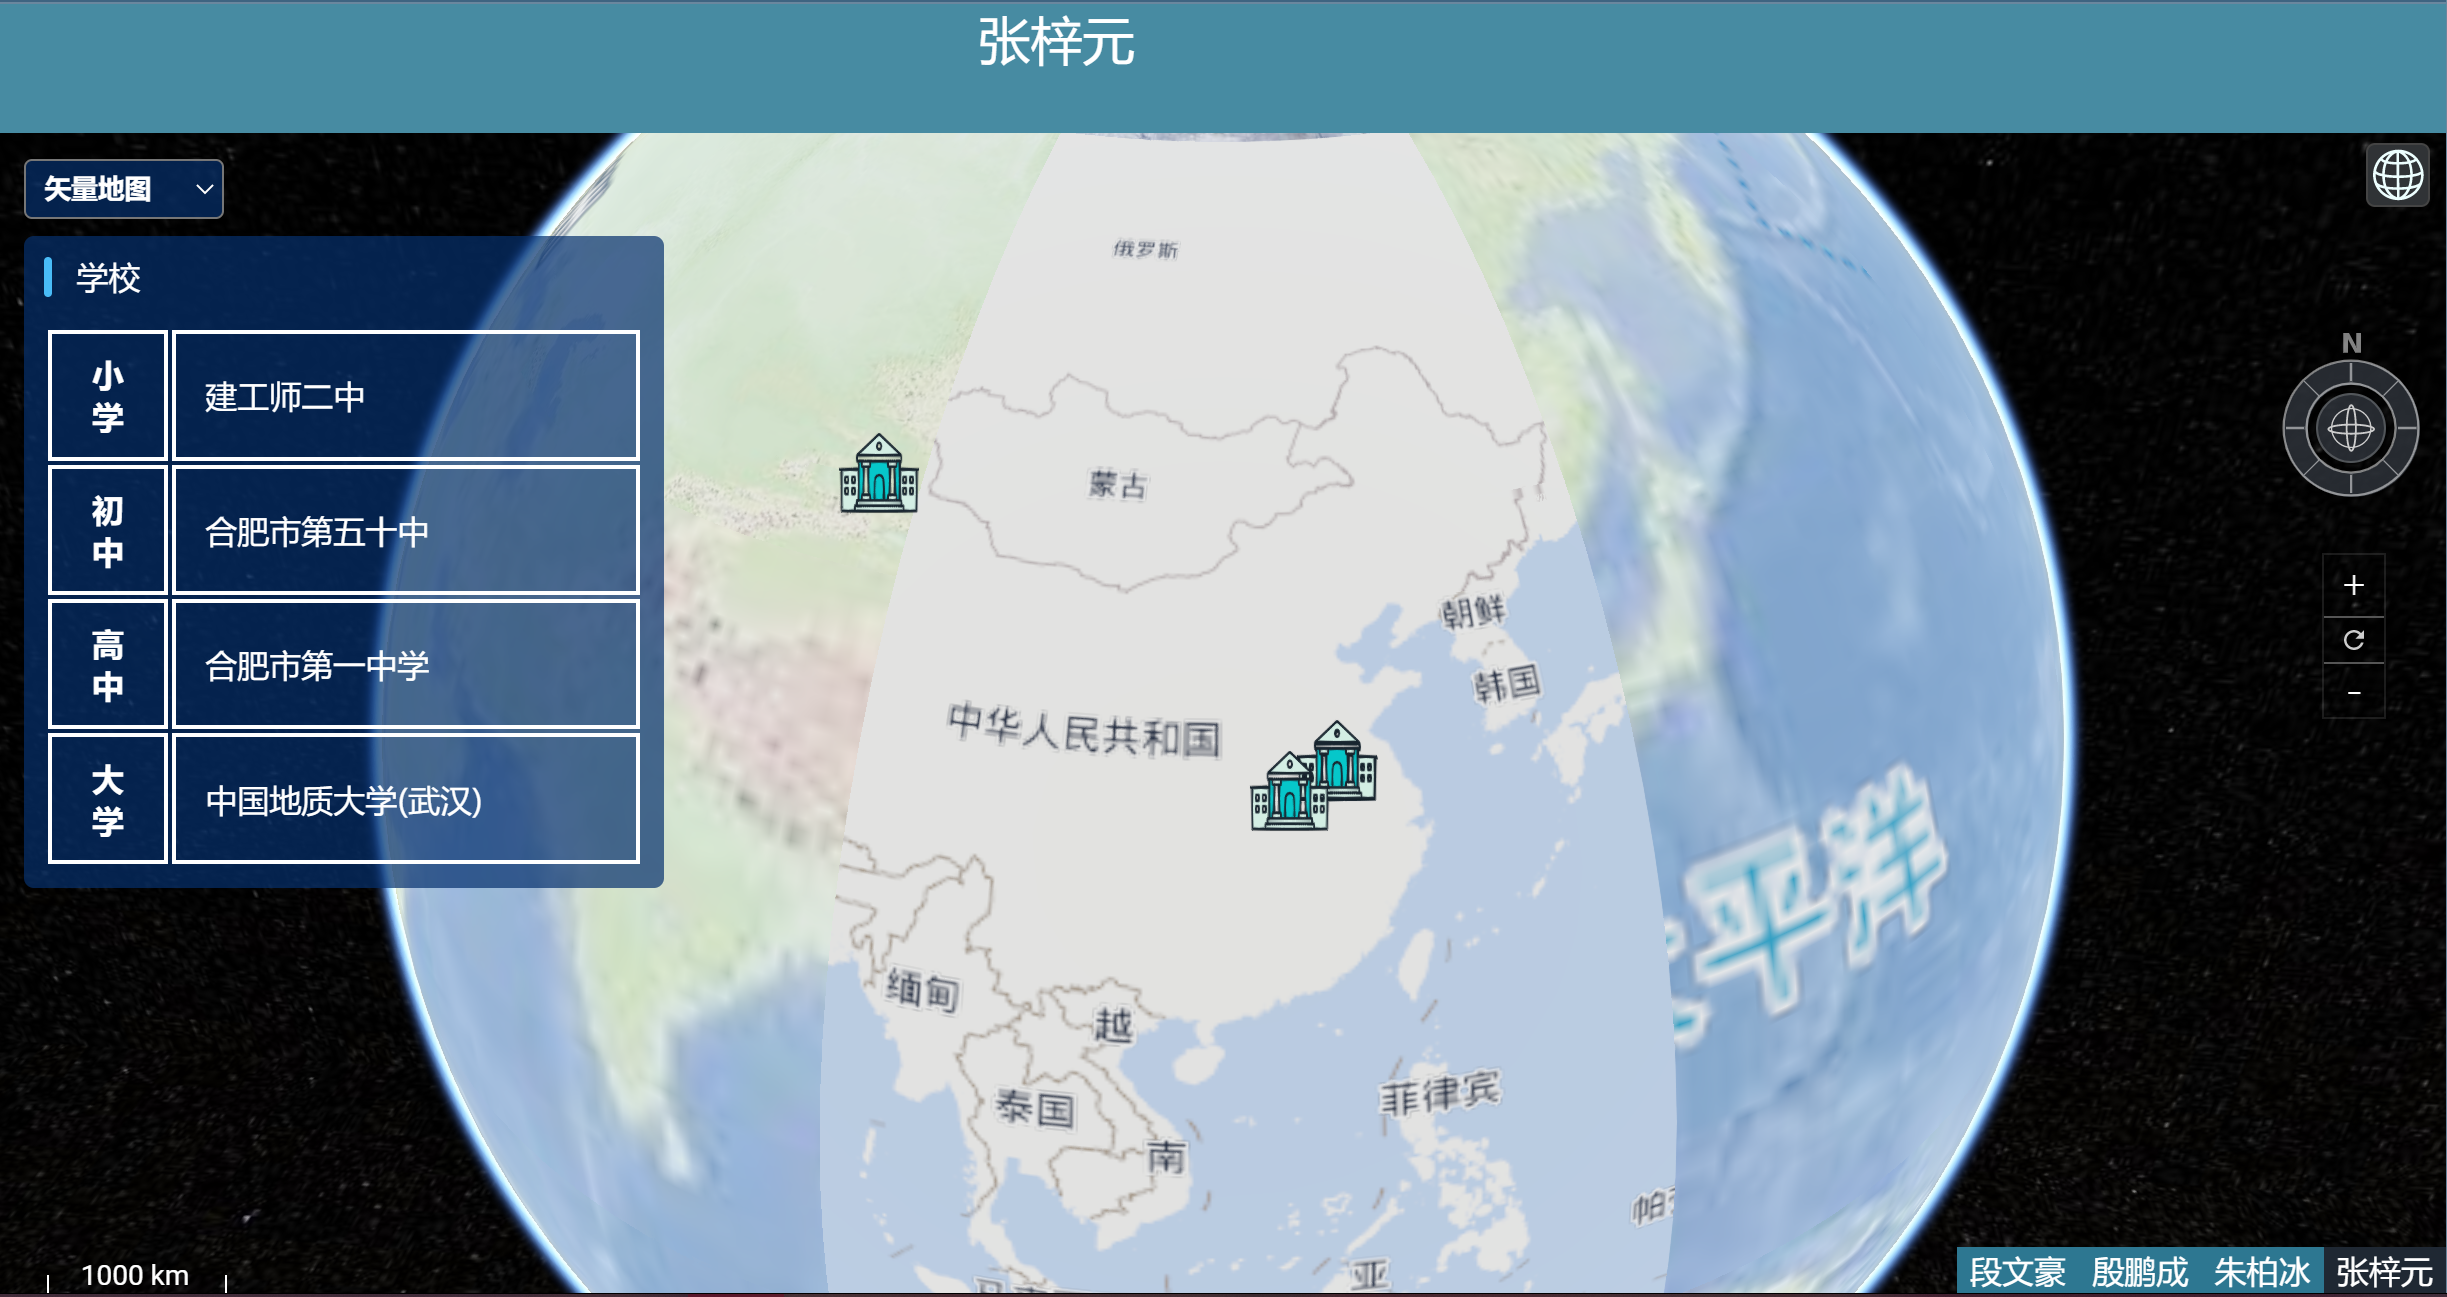 张梓元
矢量地图
学校
小学
建工师二中
初中
合肥市第五十中
高中
合肥市第一中学
大学
中国地质大学(武汉)
俄罗斯
蒙古
朝鲜
韩国
中华人民共和国
平洋
缅甸
越
泰国
菲律宾
南
帕
亚
N
+
-
1000 km
段文豪 殷鹏成 朱柏冰 张梓元